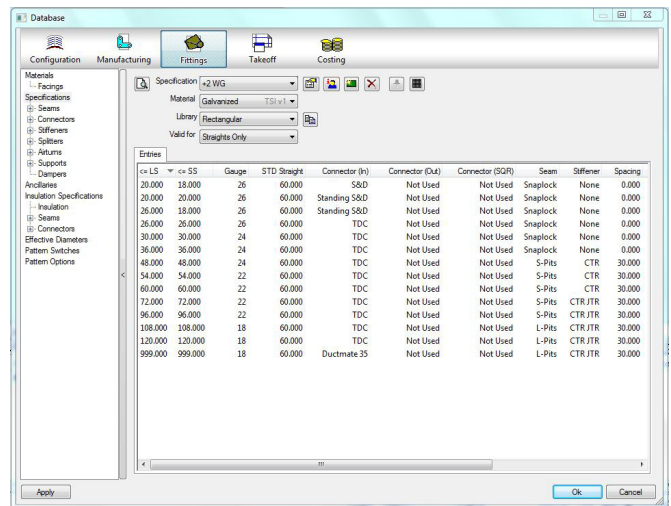 Database
Configuration Manufacturing Fittings Takeoff Costing
Materials
Facings
Specifications
Seams
Connectors
Stiffeners
Splitters
Airturns
Supports
Dampers
Ancillaries
Insulation Specifications
Insulation
Seams
Connectors
Effective Diameters
Pattern Switches
Pattern Options
Specification +2 WG
Material Galvanized TSI v1
Library Rectangular
Valid for Straights Only
Entries
<= LS <= SS Gauge STD Straight Connector (In) Connector (Out) Connector (SQR) Seam Stiffener Spacing
20.000 18.000 26 60.000 S&D Not Used Not Used Snaplock None 0.000
20.000 20.000 26 60.000 Standing S&D Not Used Not Used Snaplock None 0.000
26.000 18.000 26 60.000 Standing S&D Not Used Not Used Snaplock None 0.000
26.000 26.000 26 60.000 TDC Not Used Not Used Snaplock None 0.000
30.000 30.000 24 60.000 TDC Not Used Not Used Snaplock None 0.000
36.000 36.000 24 60.000 TDC Not Used Not Used Snaplock None 0.000
48.000 48.000 24 60.000 TDC Not Used Not Used S-Pits CTR 30.000
54.000 54.000 22 60.000 TDC Not Used Not Used S-Pits CTR 30.000
60.000 60.000 22 60.000 TDC Not Used Not Used S-Pits CTR 30.000
72.000 72.000 22 60.000 TDC Not Used Not Used S-Pits CTR JTR 30.000
96.000 96.000 22 60.000 TDC Not Used Not Used S-Pits CTR JTR 30.000
108.000 108.000 18 60.000 TDC Not Used Not Used L-Pits CTR JTR 30.000
120.000 120.000 18 60.000 TDC Not Used Not Used L-Pits CTR JTR 30.000
999.000 999.000 18 60.000 Ductmate 35 Not Used Not Used L-Pits CTR JTR 30.000
Apply Ok Cancel